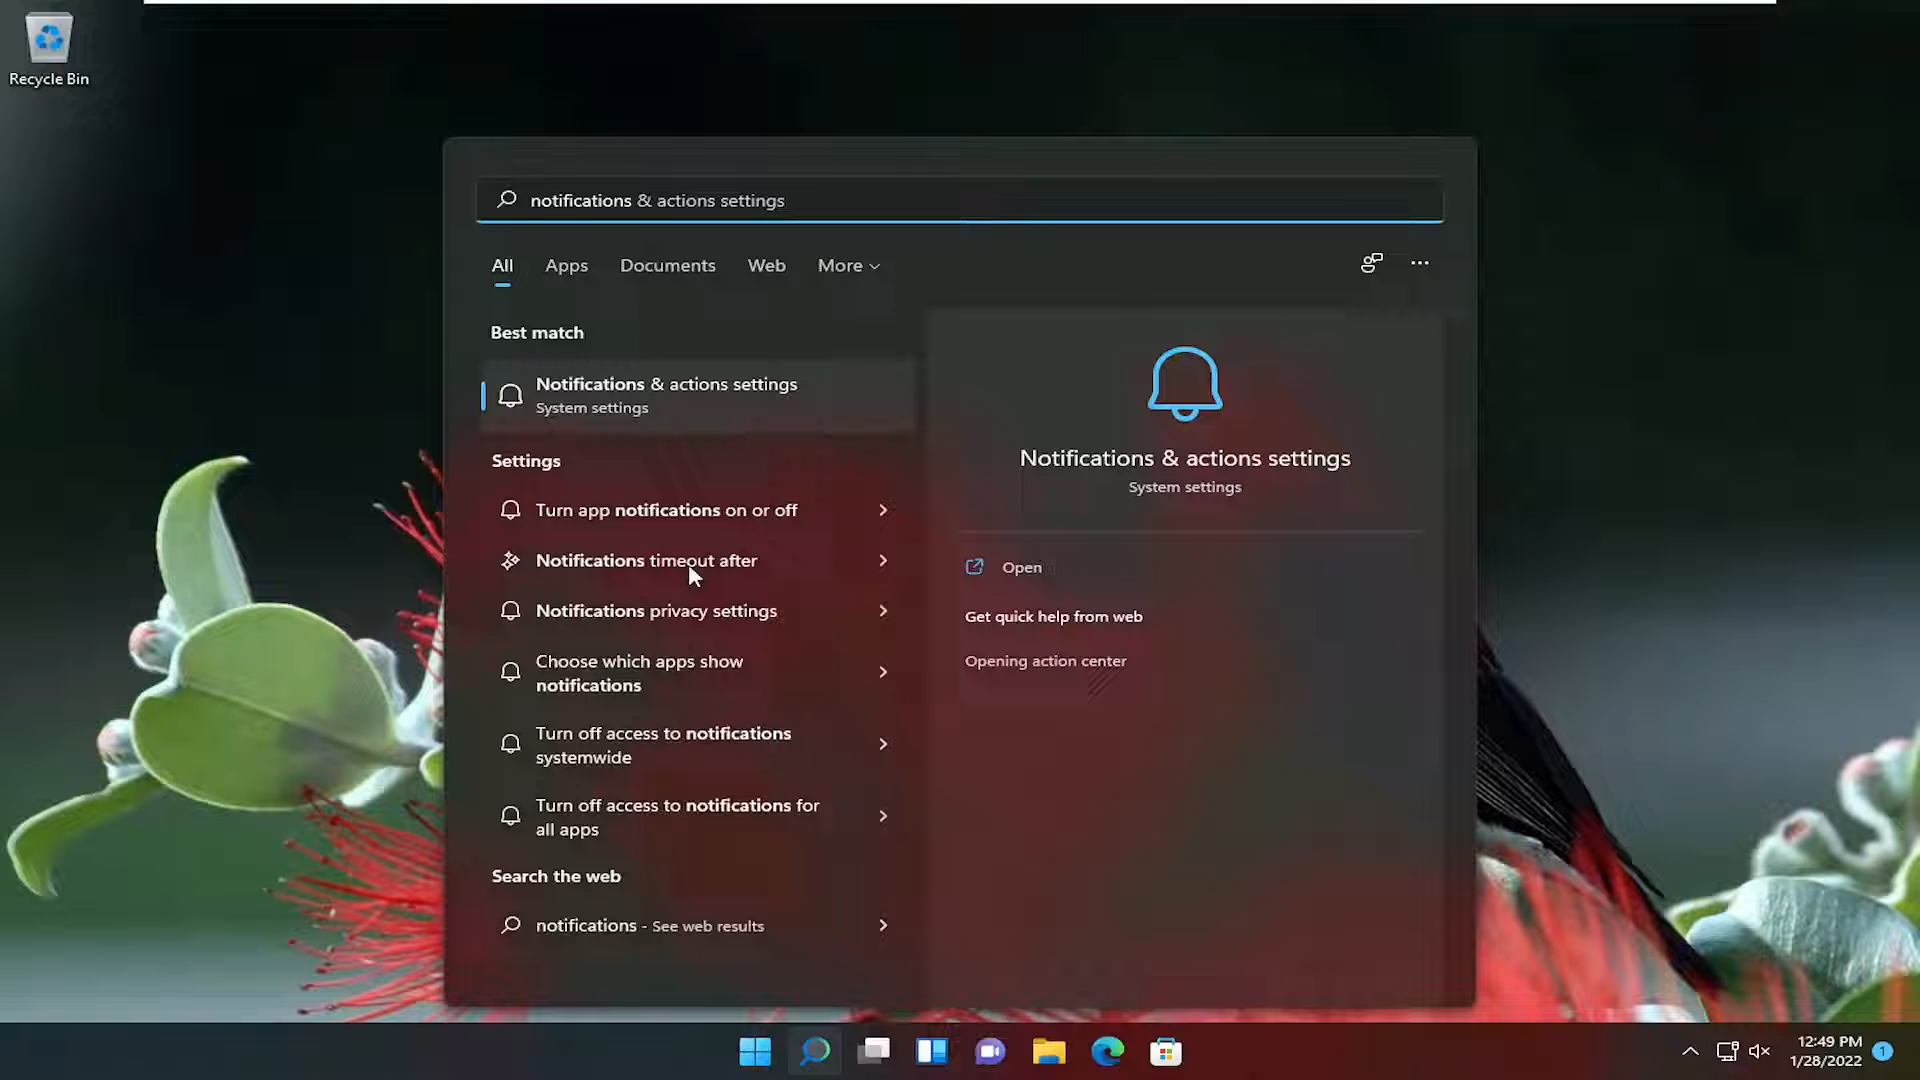 Recycle Bin
notifications & actions settings
All Apps Documents Web More
Best match
Notifications & actions settings
System settings
Settings
Turn app notifications on or off
Notifications timeout after
Notifications privacy settings
Choose which apps show
notifications
Turn off access to notifications
systemwide
Turn off access to notifications for
all apps
Search the web
notifications - See web results
Notifications & actions settings
System settings
Open
Get quick help from web
Opening action center
12:49 PM
1/28/2022
1